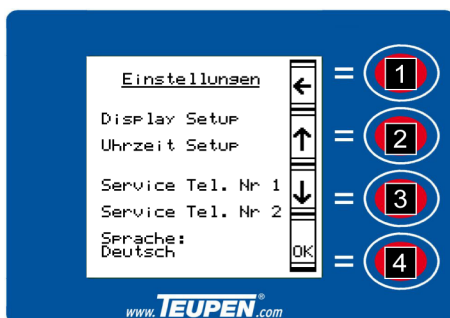 Einstellungen
←
= 1
Display Setup
Uhrzeit Setup
↑
= 2
Service Tel. Nr 1
↓
= 3
Service Tel. Nr 2
Sprache:
Deutsch
OK
= 4
www.TEUPEN®.com